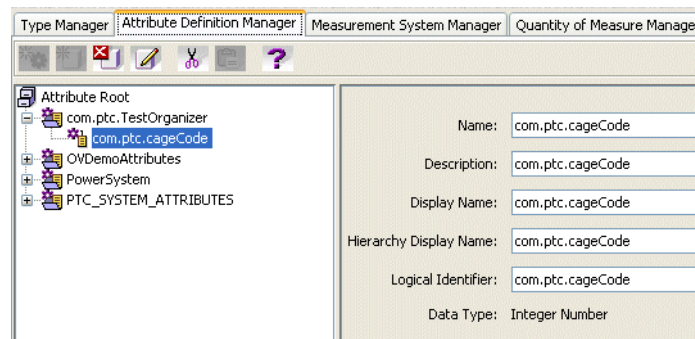 Type Manager Attribute Definition Manager Measurement System Manager Quantity of Measure Manage
?
Attribute Root
com.ptc.TestOrganizer
com.ptc.cageCode
OVDemoAttributes
PowerSystem
PTC_SYSTEM_ATTRIBUTES
Name: com.ptc.cageCode
Description: com.ptc.cageCode
Display Name: com.ptc.cageCode
Hierarchy Display Name: com.ptc.cageCode
Logical Identifier: com.ptc.cageCode
Data Type: Integer Number